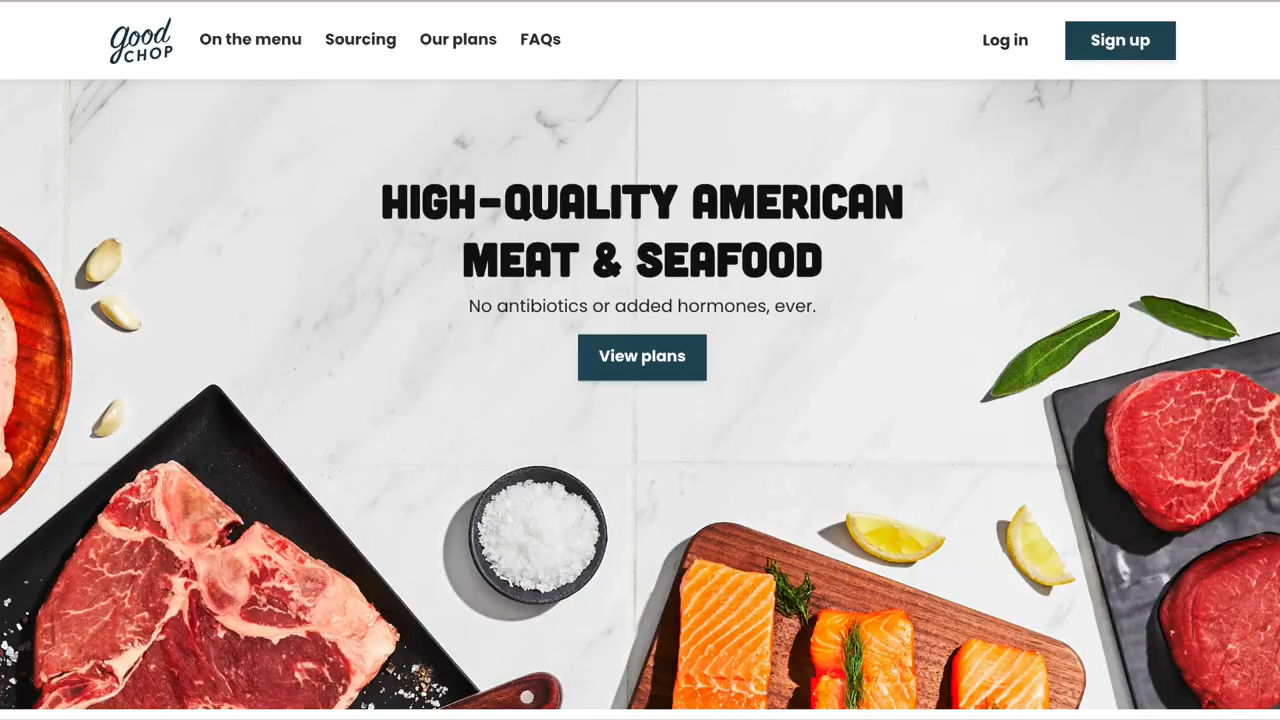 good
CHOP
On the menu
Sourcing
Our plans
FAQs
Log in
Sign up
HIGH-QUALITY AMERICAN
MEAT & SEAFOOD
No antibiotics or added hormones, ever.
View plans